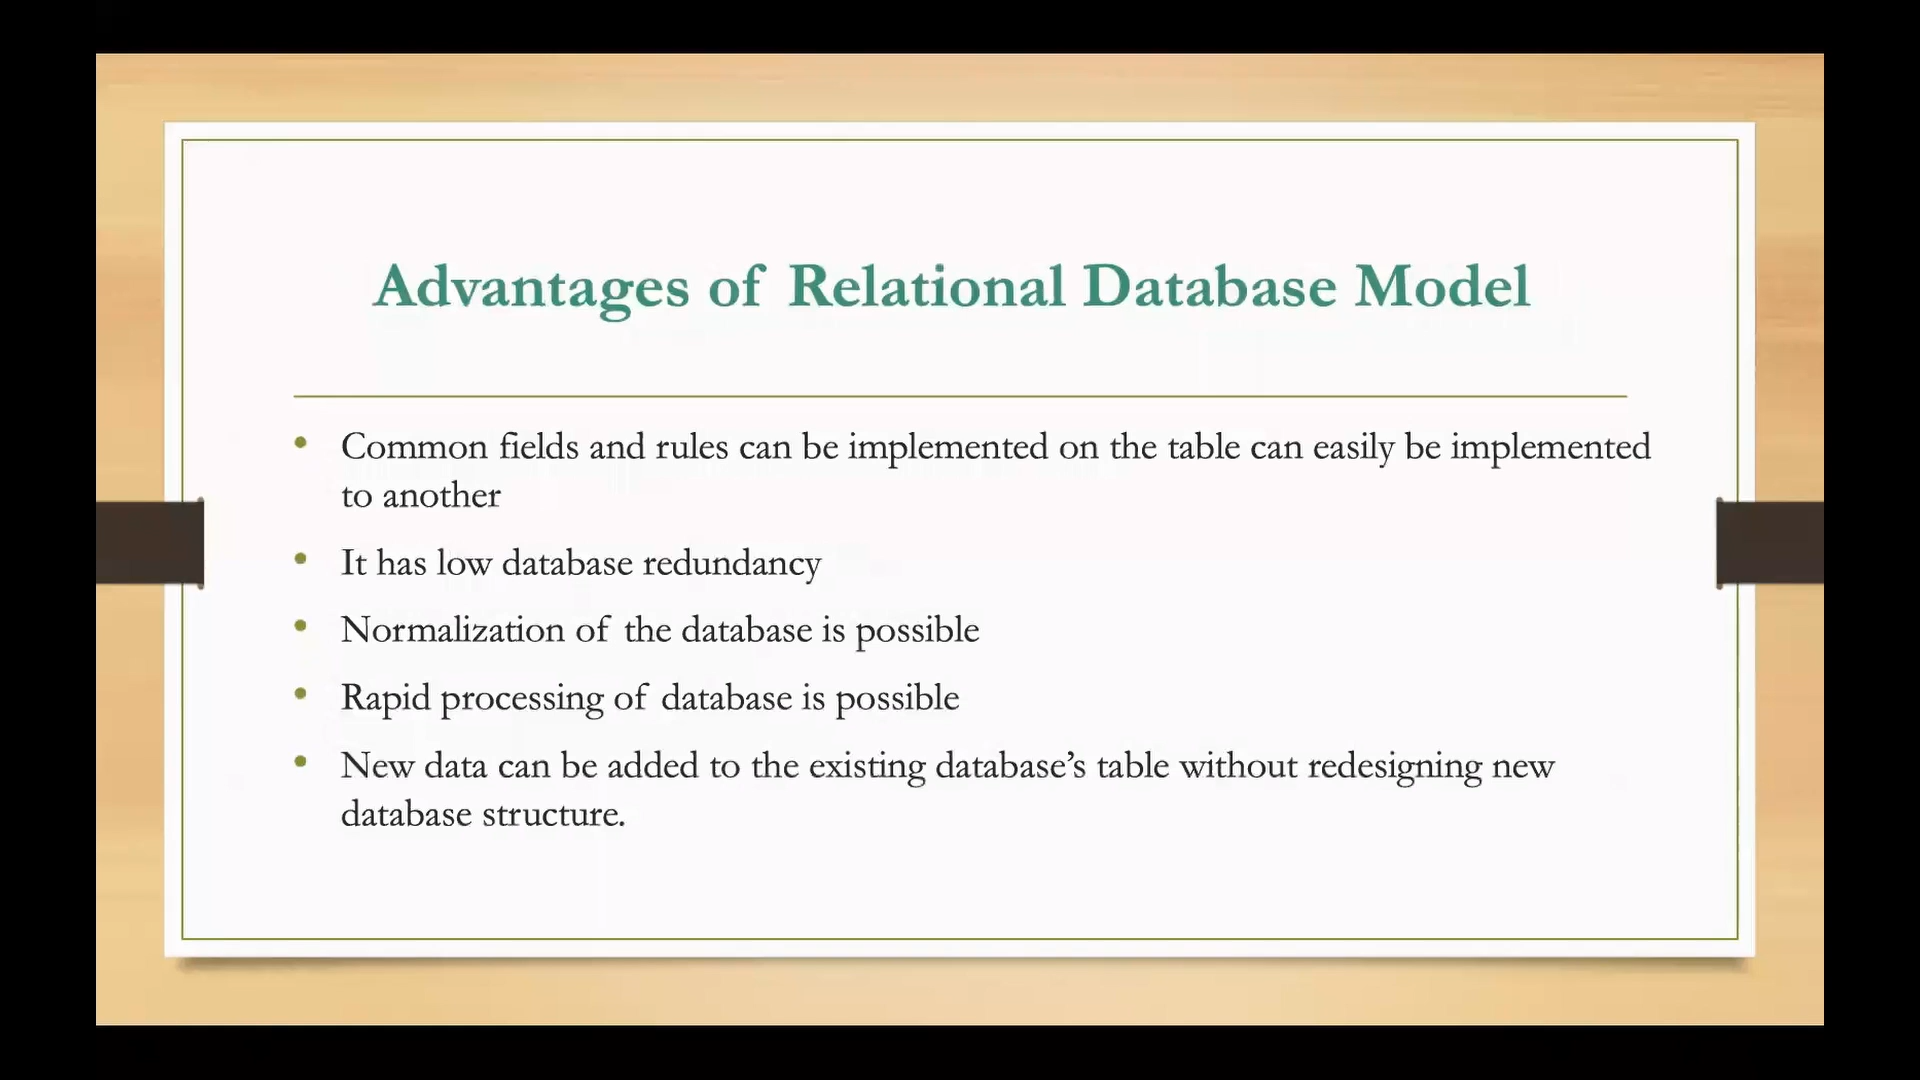 Advantages of Relational Database Model
• Common fields and rules can be implemented on the table can easily be implemented
to another
• It has low database redundancy
• Normalization of the database is possible
• Rapid processing of database is possible
• New data can be added to the existing database’s table without redesigning new
database structure.